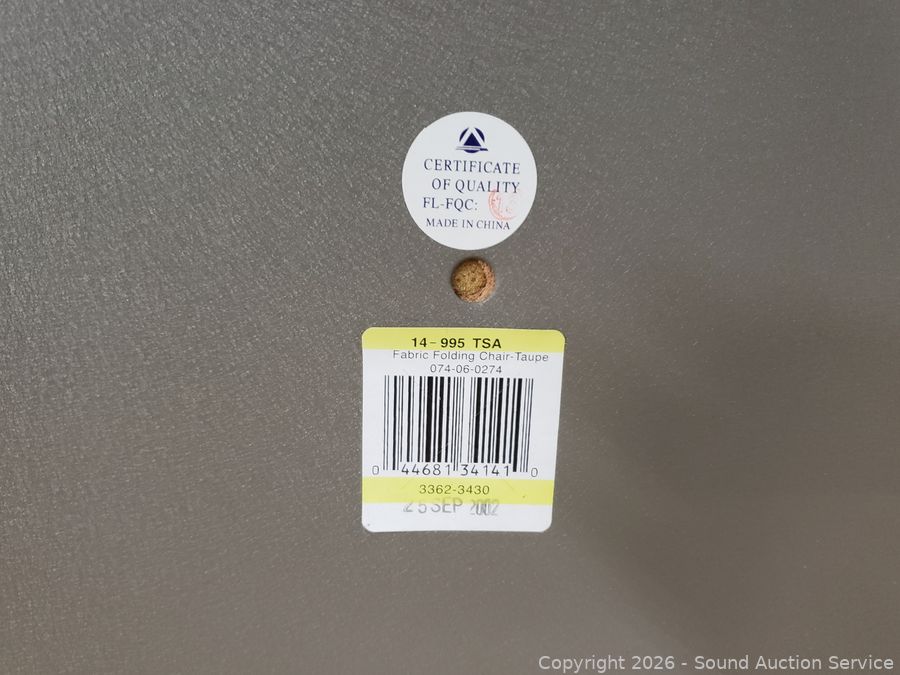 CERTIFICATE
OF QUALITY
FL-FQC:
MADE IN CHINA
14-995 TSA
Fabric Folding Chair-Taupe
074-06-0274
0 44681 34141 0
3362-3430
25 SEP 2002
Copyright 2026 - Sound Auction Service